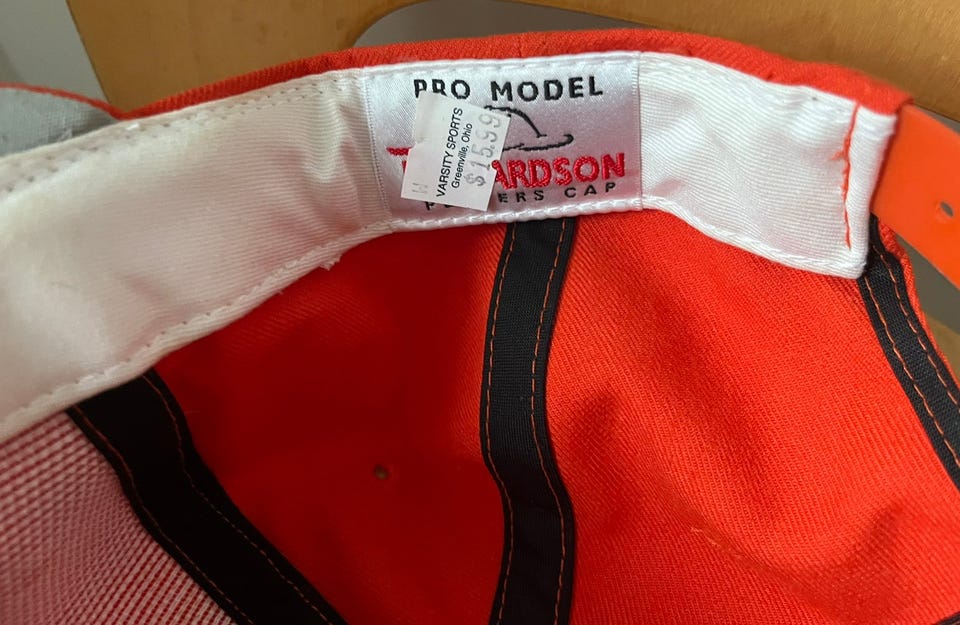 PRO MODEL
ARDSON
ERS CAP
W
VARSITY SPORTS
Greenville, Ohio
$15.99